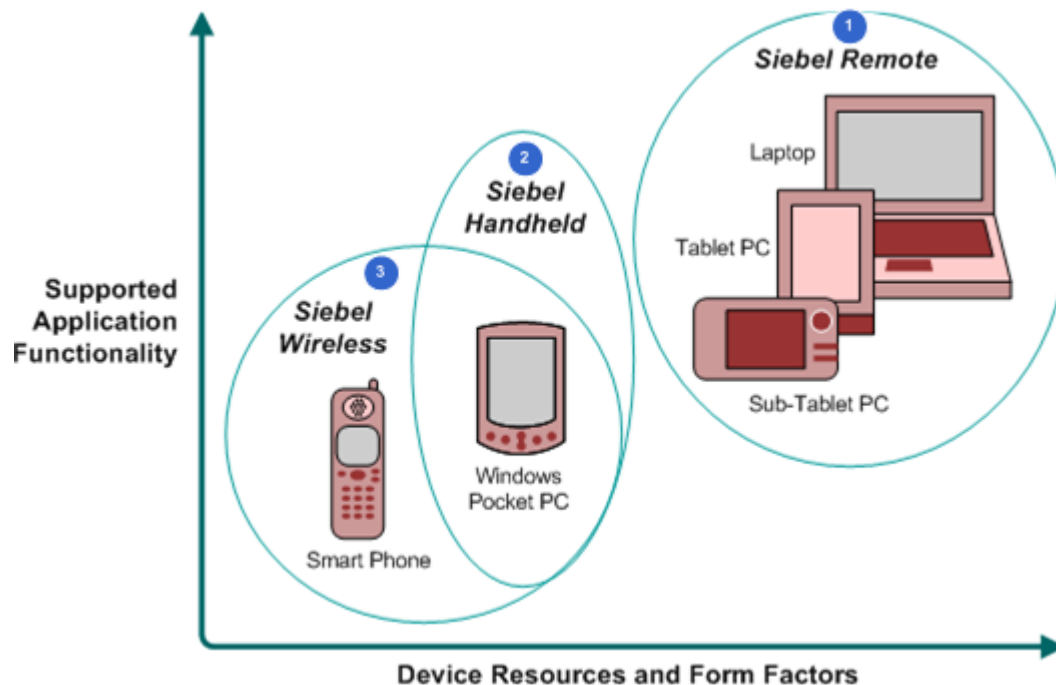 1
Siebel Remote
Laptop
Tablet PC
Sub-Tablet PC
2
Siebel
Handheld
3
Siebel
Wireless
Windows
Pocket PC
Smart Phone
Supported
Application
Functionality
Device Resources and Form Factors